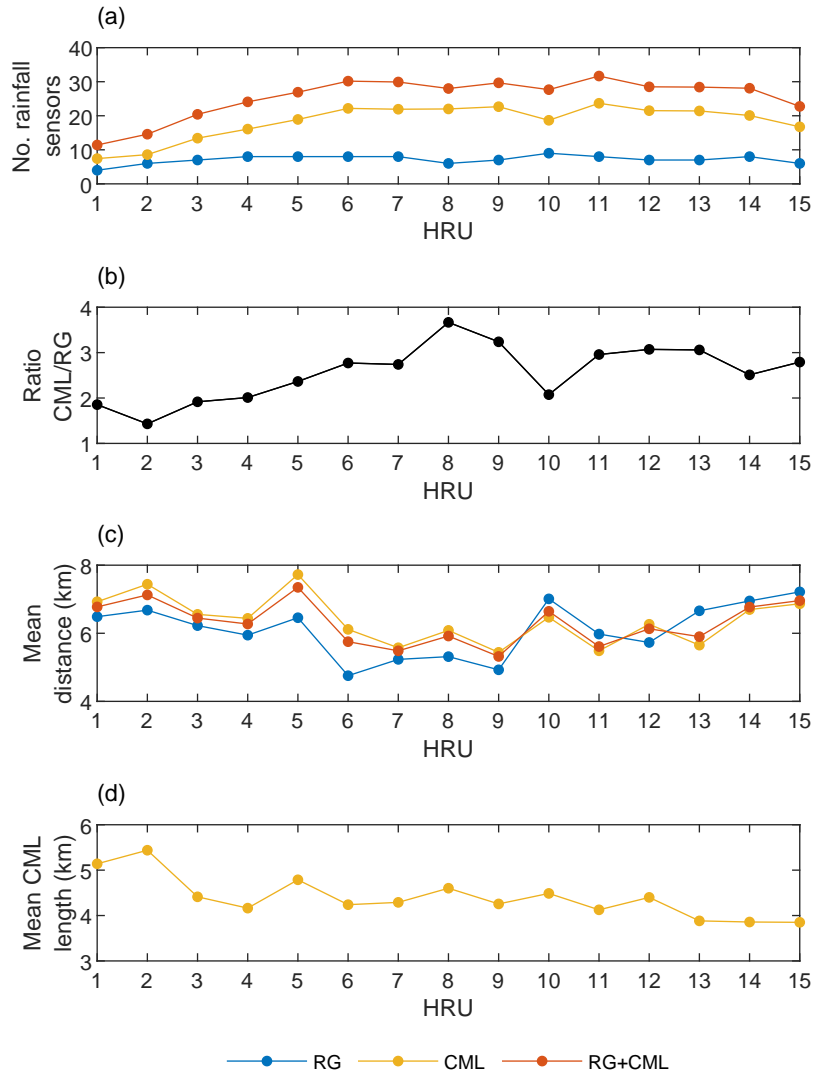 (a)
No. rainfall
sensors
40
30
20
10
0
1 2 3 4 5 6 7 8 9 10 11 12 13 14 15
HRU
(b)
Ratio
CML/RG
4
3
2
1
1 2 3 4 5 6 7 8 9 10 11 12 13 14 15
HRU
(c)
Mean
distance (km)
8
6
4
1 2 3 4 5 6 7 8 9 10 11 12 13 14 15
HRU
(d)
Mean CML
length (km)
6
5
4
3
1 2 3 4 5 6 7 8 9 10 11 12 13 14 15
HRU
RG CML RG+CML